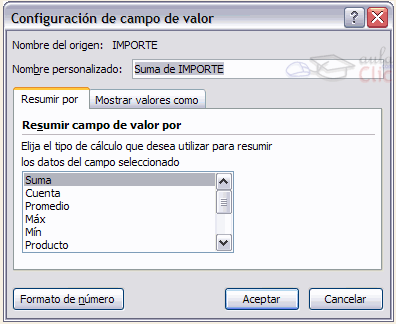 Configuración de campo de valor
Nombre del origen: IMPORTE
Nombre personalizado: Suma de IMPORTE
aula
Clic
Resumir por Mostrar valores como
Resumir campo de valor por
Elija el tipo de cálculo que desea utilizar para resumir
los datos del campo seleccionado
Suma
Cuenta
Promedio
Máx
Mín
Producto
Formato de número Aceptar Cancelar